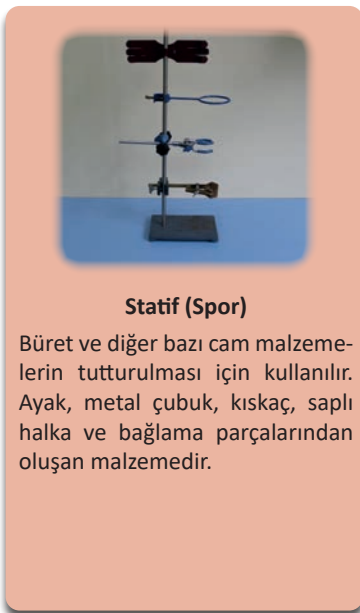 Statif (Spor)
Büret ve diğer bazı cam malzeme-
lerin tutturulması için kullanılır.
Ayak, metal çubuk, kıskaç, saplı
halka ve bağlama parçalarından
oluşan malzemedir.